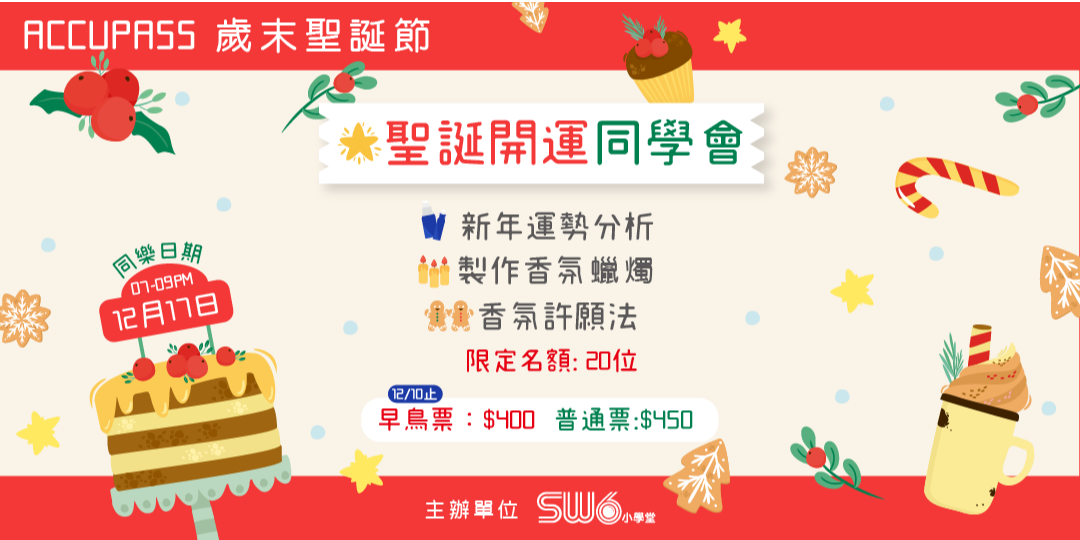 ACCUPASS 歲末聖誕節
聖誕開運同學會
新年運勢分析
製作香氛蠟燭
香氛許願法
限定名額: 20位
12/10止
早鳥票：$400 普通票:$450
同樂日期
07-09PM
12月17日
主辦單位 SW6小學堂